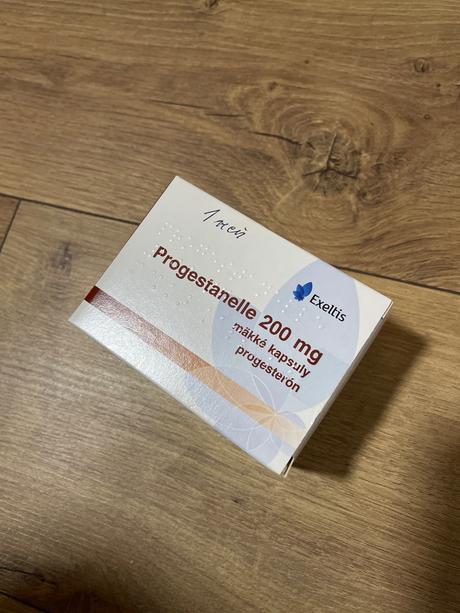 Exeltis
Progestanelle 200 mg
mäkké kapsuly
progesterón